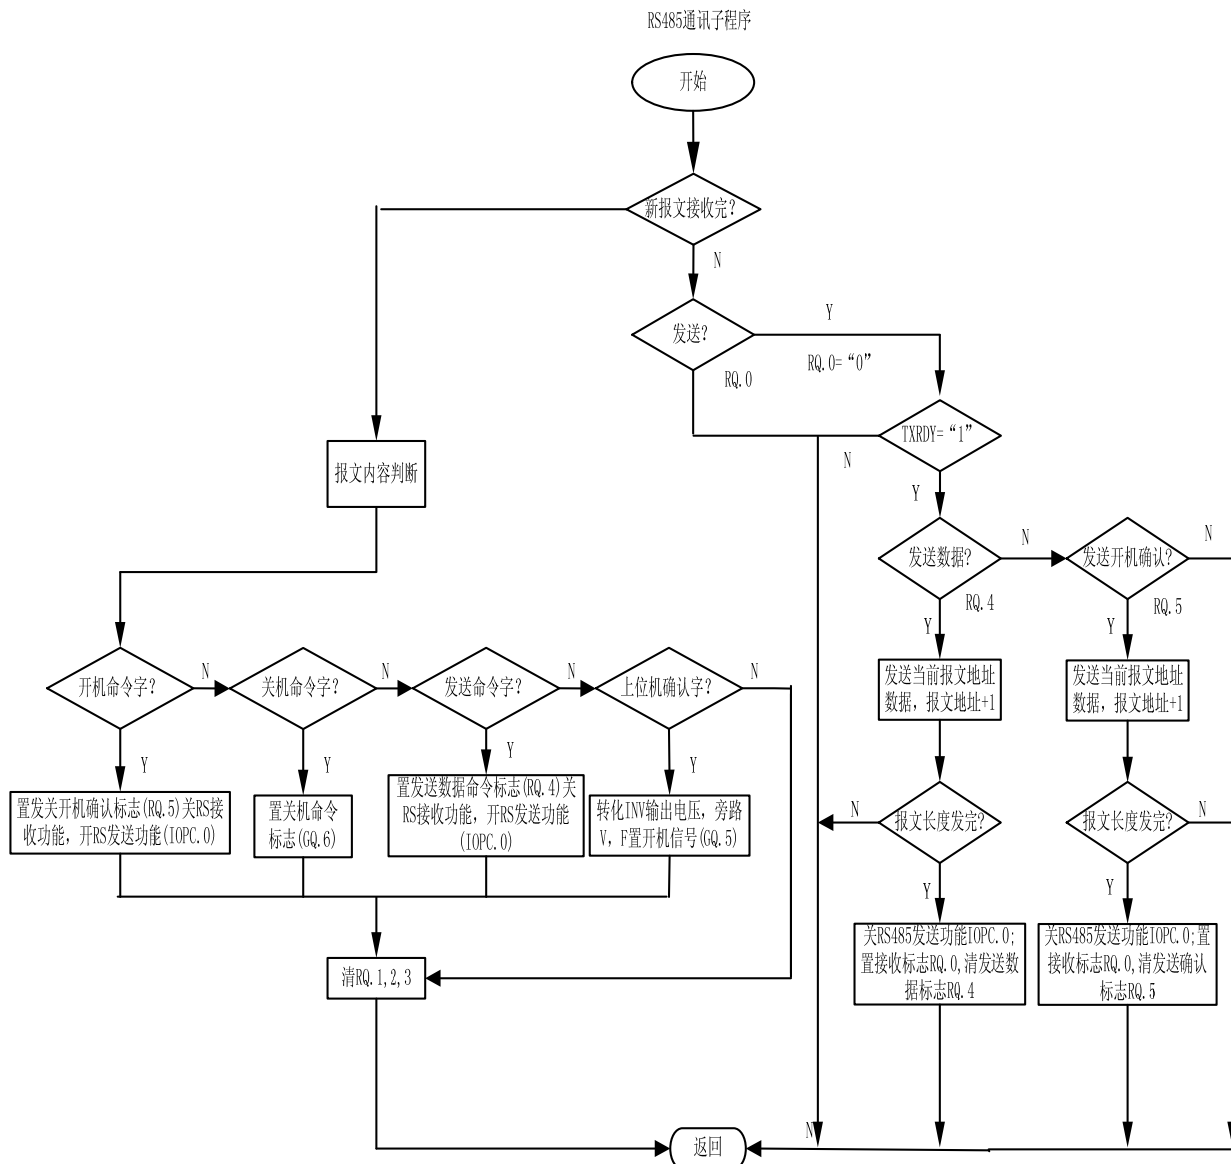 RS485通讯子程序
开始
新报文接收完?
N
发送?
Y
RQ.0
RQ.0=“0”
TXRDY=“1”
N
Y
报文内容判断
发送数据?
N
发送开机确认?
N
RQ.4
RQ.5
Y
Y
开机命令字?
N
关机命令字?
N
发送命令字?
N
上位机确认字?
N
发送当前报文地址
数据，报文地址+1
发送当前报文地址
数据，报文地址+1
Y
Y
Y
Y
置发关开机确认标志(RQ.5)关RS接
收功能，开RS发送功能(IOPC.0)
置关机命令
标志(GQ.6)
置发送数据命令标志(RQ.4)关
RS接收功能，开RS发送功能
(IOPC.0)
转化INV输出电压，旁路
V，F置开机信号(GQ.5)
N
报文长度发完?
报文长度发完?
N
Y
Y
关RS485发送功能IOPC.0;
置接收标志RQ.0,清发送数
据标志RQ.4
关RS485发送功能IOPC.0;置
接收标志RQ.0,清发送确认
标志RQ.5
清RQ.1,2,3
N
返回